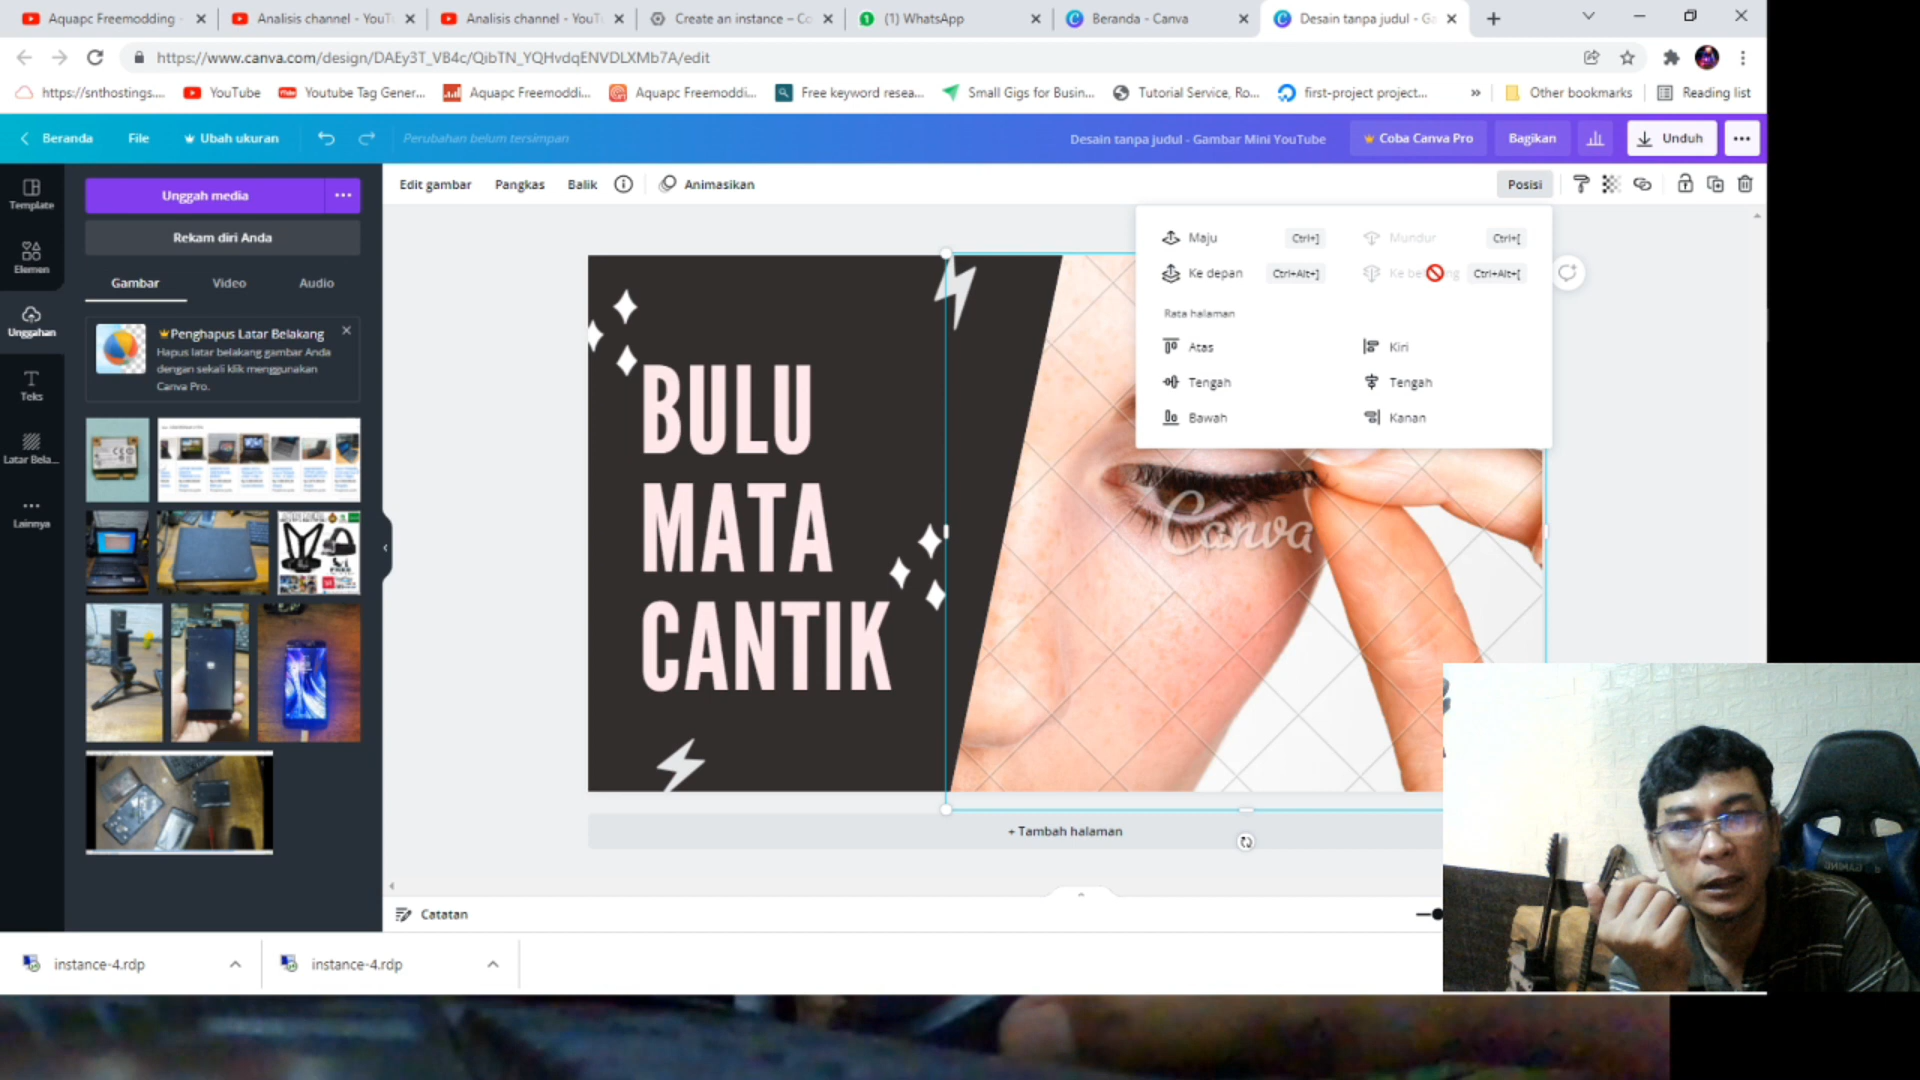 Aquapc Freemodding -
Analisis channel - YouT
Analisis channel - YouT
Create an instance – Co
(1) WhatsApp
Beranda - Canva
Desain tanpa judul - Ga
https://www.canva.com/design/DAEy3T_VB4c/QibTN_YQHvdqENVDLXMb7A/edit
https://snthostings....
YouTube
Youtube Tag Gener...
Aquapc Freemoddi...
Aquapc Freemoddi...
Free keyword resea...
Small Gigs for Busin...
Tutorial Service, Ro...
first-project project...
»
Other bookmarks
Reading list
Beranda
File
Ubah ukuran
Perubahan belum tersimpan
Desain tanpa judul - Gambar Mini YouTube
Coba Canva Pro
Bagikan
Unduh
Template
Elemen
Unggahan
Teks
Latar Bela...
Lainnya
Unggah media
Rekam diri Anda
Gambar
Video
Audio
Penghapus Latar Belakang
Hapus latar belakang gambar Anda
dengan sekali klik menggunakan
Canva Pro.
Edit gambar
Pangkas
Balik
Animasikan
Posisi
Maju
Ctrl+]
Mundur
Ctrl+[
Ke depan
Ctrl+Alt+]
Ctrl+Alt+[
Rata halaman
Atas
Kiri
Tengah
Tengah
Bawah
Kanan
BULU
MATA
CANTIK
Canva
+ Tambah halaman
Catatan
instance-4.rdp
instance-4.rdp